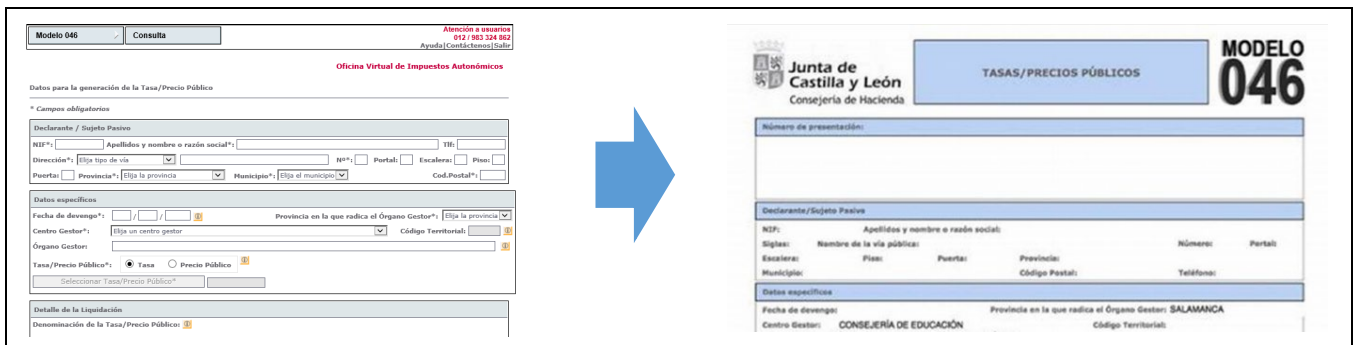 Modelo 046
Consulta
Atención a usuarios
012 / 983 324 862
Ayuda|Contáctenos|Salir
Oficina Virtual de Impuestos Autonómicos
Datos para la generación de la Tasa/Precio Público
* Campos obligatorios
Declarante / Sujeto Pasivo
NIF*: Apellidos y nombre o razón social*: Tlf:
Dirección*: Elija tipo de vía Nº*: Portal: Escalera: Piso:
Puerta: Provincia*: Elija la provincia Municipio*: Elija el municipio Cod.Postal*:
Datos específicos
Fecha de devengo*: / / Provincia en la que radica el Órgano Gestor*: Elija la provincia
Centro Gestor*: Elija un centro gestor Código Territorial:
Órgano Gestor:
Tasa/Precio Público*: Tasa Precio Público
Seleccionar Tasa/Precio Público*
Detalle de la Liquidación
Denominación de la Tasa/Precio Público:
Junta de
Castilla y León
Consejería de Hacienda
TASAS/PRECIOS PÚBLICOS
MODELO
046
Número de presentación:
Declarante/Sujeto Pasivo
NIF: Apellidos y nombre o razón social:
Siglas: Nombre de la vía pública: Número: Portal:
Escalera: Piso: Puerta: Provincia:
Municipio: Código Postal: Teléfono:
Datos específicos
Fecha de devengo: Provincia en la que radica el Órgano Gestor: SALAMANCA
Centro Gestor: CONSEJERÍA DE EDUCACIÓN Código Territorial: